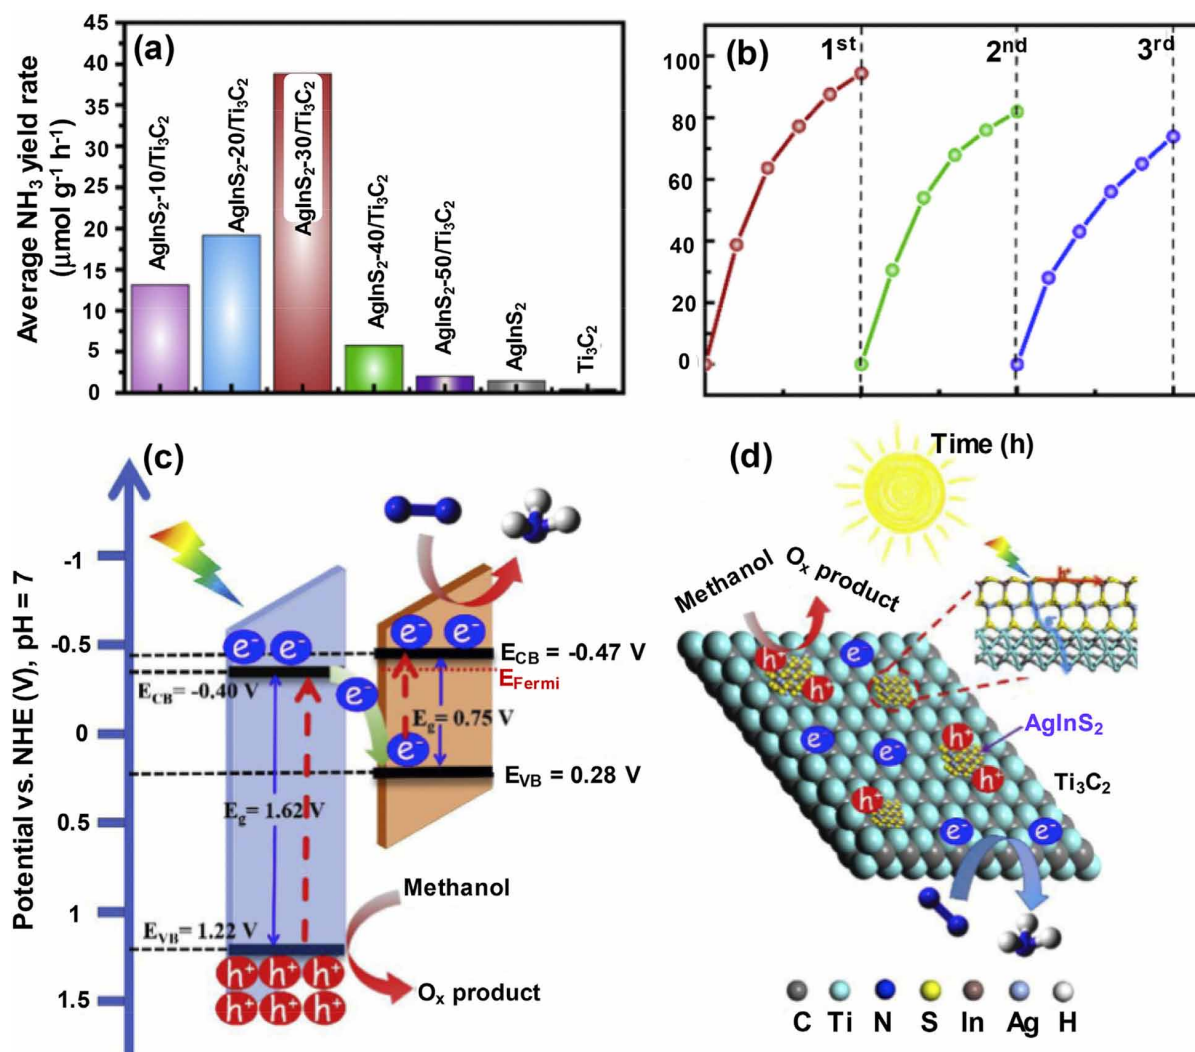 (a)
Average NH3 yield rate
(μmol g-1 h-1)
45
40
35
30
25
20
15
10
5
0
AgInS2-10/Ti3C2
AgInS2-20/Ti3C2
AgInS2-30/Ti3C2
AgInS2-40/Ti3C2
AgInS2-50/Ti3C2
AgInS2
Ti3C2
(b)
1st
2nd
3rd
100
80
60
40
20
0
Time (h)
(c)
Potential vs. NHE (V), pH = 7
-1
-0.5
0
0.5
1
1.5
e- e-
e- e-
ECB = -0.47 V
EFermi
ECB= -0.40 V
e-
Eg= 0.75 V
e-
EVB = 0.28 V
Eg= 1.62 V
Methanol
EVB= 1.22 V
h+ h+ h+
h+ h+ h+
Ox product
(d)
Methanol
Ox product
h+
e-
h+
e-
h+
AgInS2
h+
e-
e-
h+
Ti3C2
h+
e-
e-
C Ti N S In Ag H